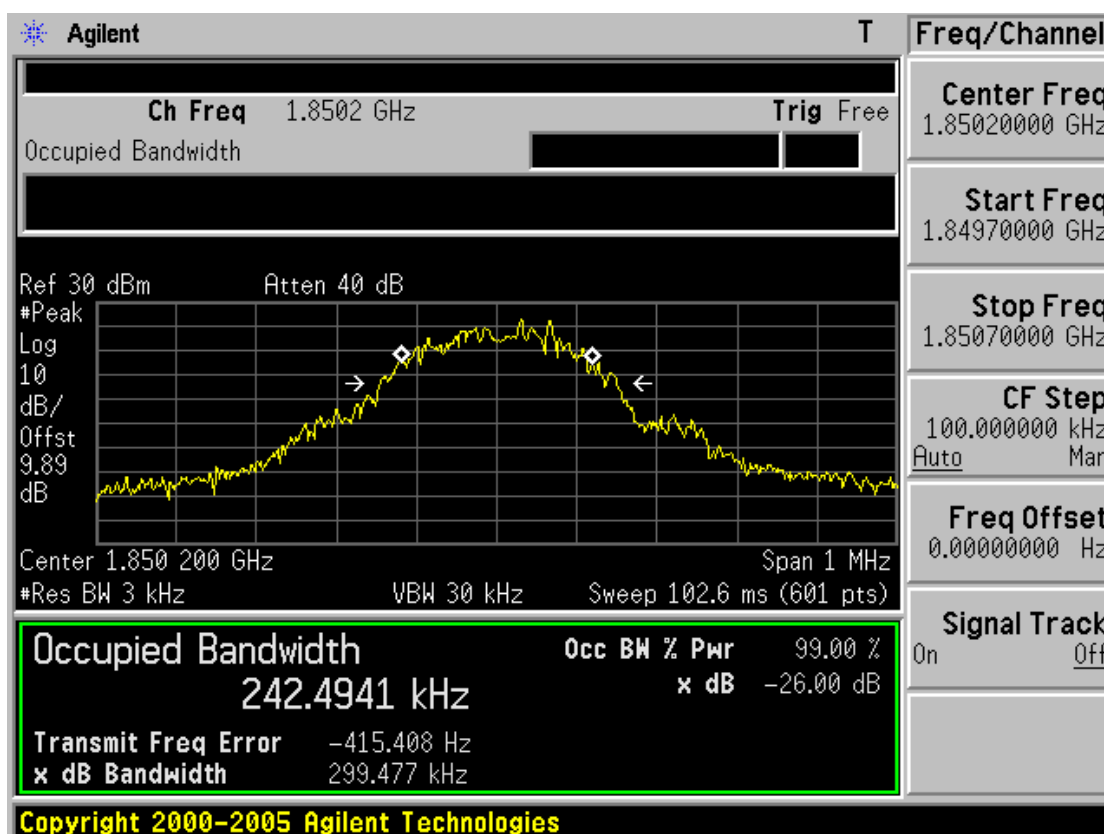 Agilent T
Ch Freq 1.8502 GHz Trig Free
Occupied Bandwidth
Ref 30 dBm Atten 40 dB
#Peak
Log
10
dB/
Offst
9.89
dB
Center 1.850 200 GHz Span 1 MHz
#Res BW 3 kHz VBW 30 kHz Sweep 102.6 ms (601 pts)
Occupied Bandwidth Occ BW % Pwr 99.00 %
242.4941 kHz x dB -26.00 dB
Transmit Freq Error -415.408 Hz
x dB Bandwidth 299.477 kHz
Copyright 2000-2005 Agilent Technologies
Freq/Channel
Center Freq
1.85020000 GHz
Start Freq
1.84970000 GHz
Stop Freq
1.85070000 GHz
CF Step
100.000000 kHz
Auto Man
Freq Offset
0.00000000 Hz
Signal Track
On Off